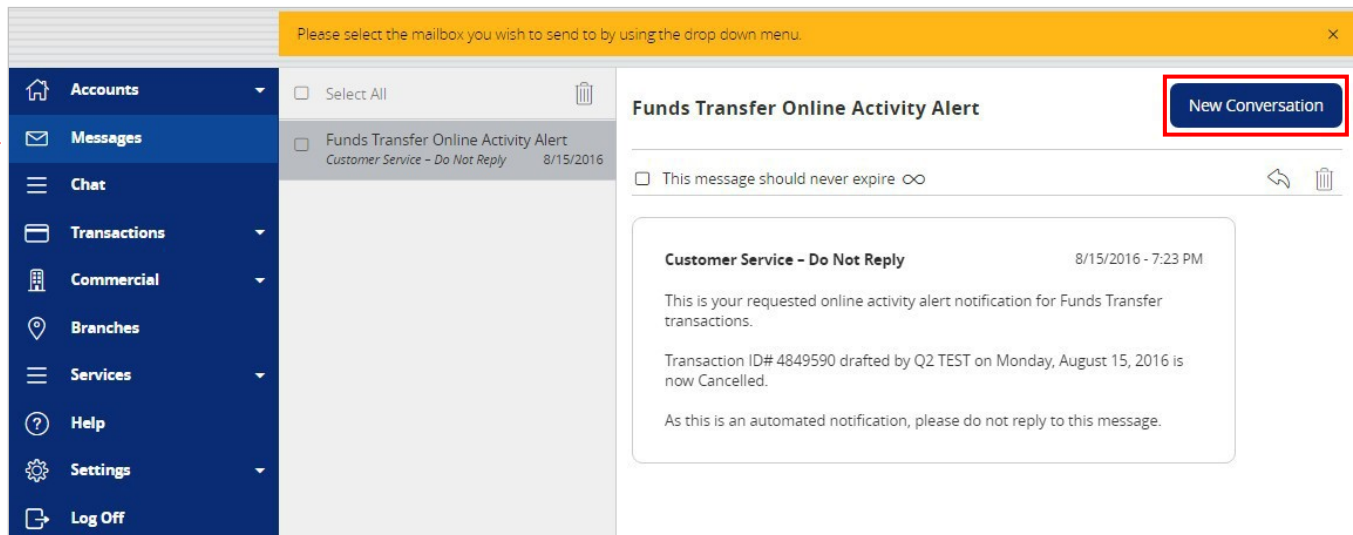 Please select the mailbox you wish to send to by using the drop down menu.
Accounts
Messages
Chat
Transactions
Commercial
Branches
Services
Help
Settings
Log Off
Select All
Funds Transfer Online Activity Alert
Customer Service – Do Not Reply 8/15/2016
Funds Transfer Online Activity Alert
New Conversation
This message should never expire
Customer Service – Do Not Reply 8/15/2016 - 7:23 PM
This is your requested online activity alert notification for Funds Transfer
transactions.
Transaction ID# 4849590 drafted by Q2 TEST on Monday, August 15, 2016 is
now Cancelled.
As this is an automated notification, please do not reply to this message.